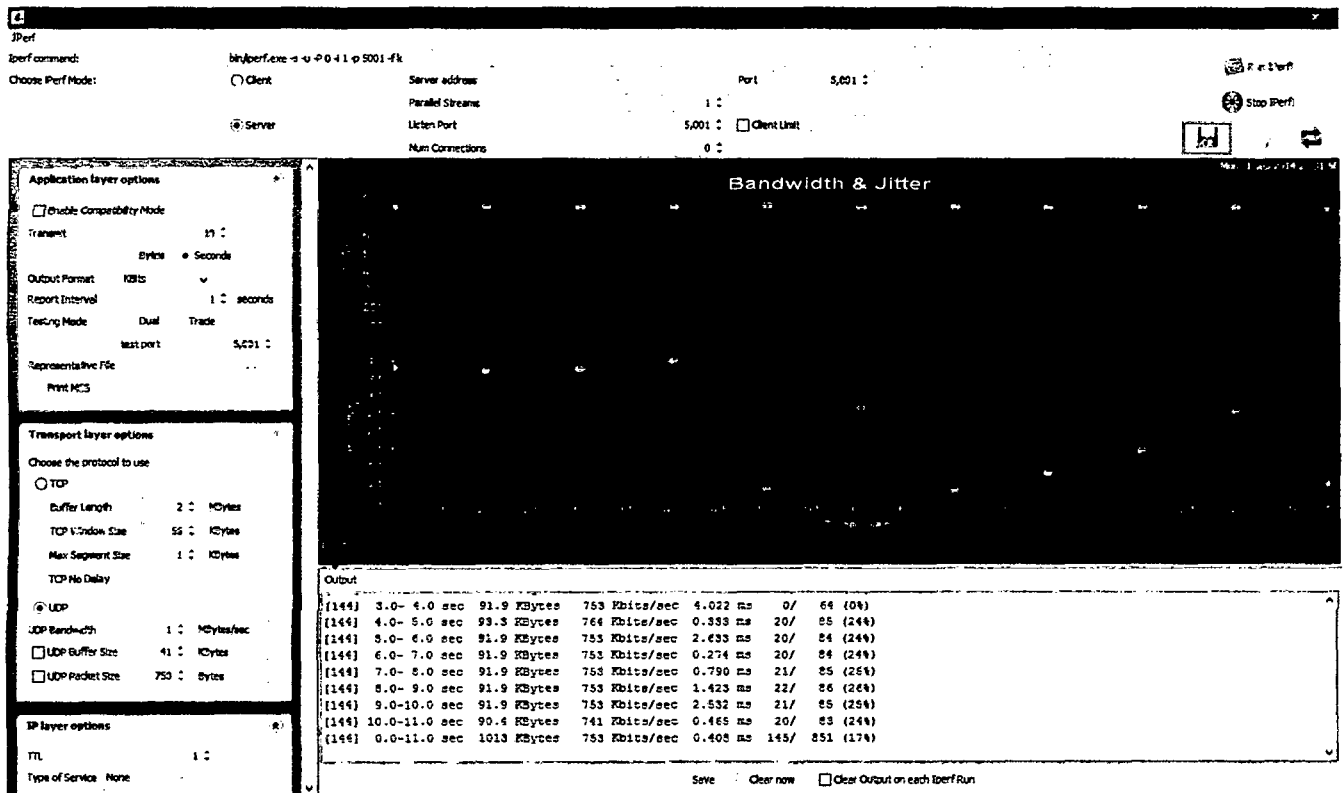 JPerf
Iperf command: bin/iperf.exe -s -u -P 0 -i 1 -p 5001 -f k
Choose iPerf Mode: Client Server address Port 5,001
Parallel Streams 1
Server Listen Port 5,001 Client Limit
Num Connections 0
Run IPerf!
Stop IPerf!
Application layer options
Enable Compatibility Mode
Transmit
Bytes Seconds
Output Format KBits
Report Interval 1 seconds
Testing Mode Dual Trade
test port 5,001
Representative File
Print MSS
Transport layer options
Choose the protocol to use
TCP
Buffer Length 2 MBytes
TCP Window Size 56 KBytes
Max Segment Size 1 KBytes
TCP No Delay
UDP
UDP Bandwidth 1 MBytes/sec
UDP Buffer Size 41 KBytes
UDP Packet Size Bytes
IP layer options
TTL 1
Type of Service None
Bandwidth & Jitter
Output
[144] 3.0- 4.0 sec 91.9 KBytes 753 Kbits/sec 4.022 ms 0/ 64 (0%)
[144] 4.0- 5.0 sec 93.3 KBytes 764 Kbits/sec 0.333 ms 20/ 85 (24%)
[144] 5.0- 6.0 sec 91.9 KBytes 753 Kbits/sec 2.633 ms 20/ 84 (24%)
[144] 6.0- 7.0 sec 91.9 KBytes 753 Kbits/sec 0.274 ms 20/ 84 (24%)
[144] 7.0- 8.0 sec 91.9 KBytes 753 Kbits/sec 0.790 ms 21/ 85 (25%)
[144] 8.0- 9.0 sec 91.9 KBytes 753 Kbits/sec 1.423 ms 22/ 86 (26%)
[144] 9.0-10.0 sec 91.9 KBytes 753 Kbits/sec 2.532 ms 21/ 85 (25%)
[144] 10.0-11.0 sec 90.4 KBytes 741 Kbits/sec 0.465 ms 20/ 83 (24%)
[144] 0.0-11.0 sec 1013 KBytes 753 Kbits/sec 0.408 ms 145/ 851 (17%)
Save Clear now Clear Output on each Iperf Run